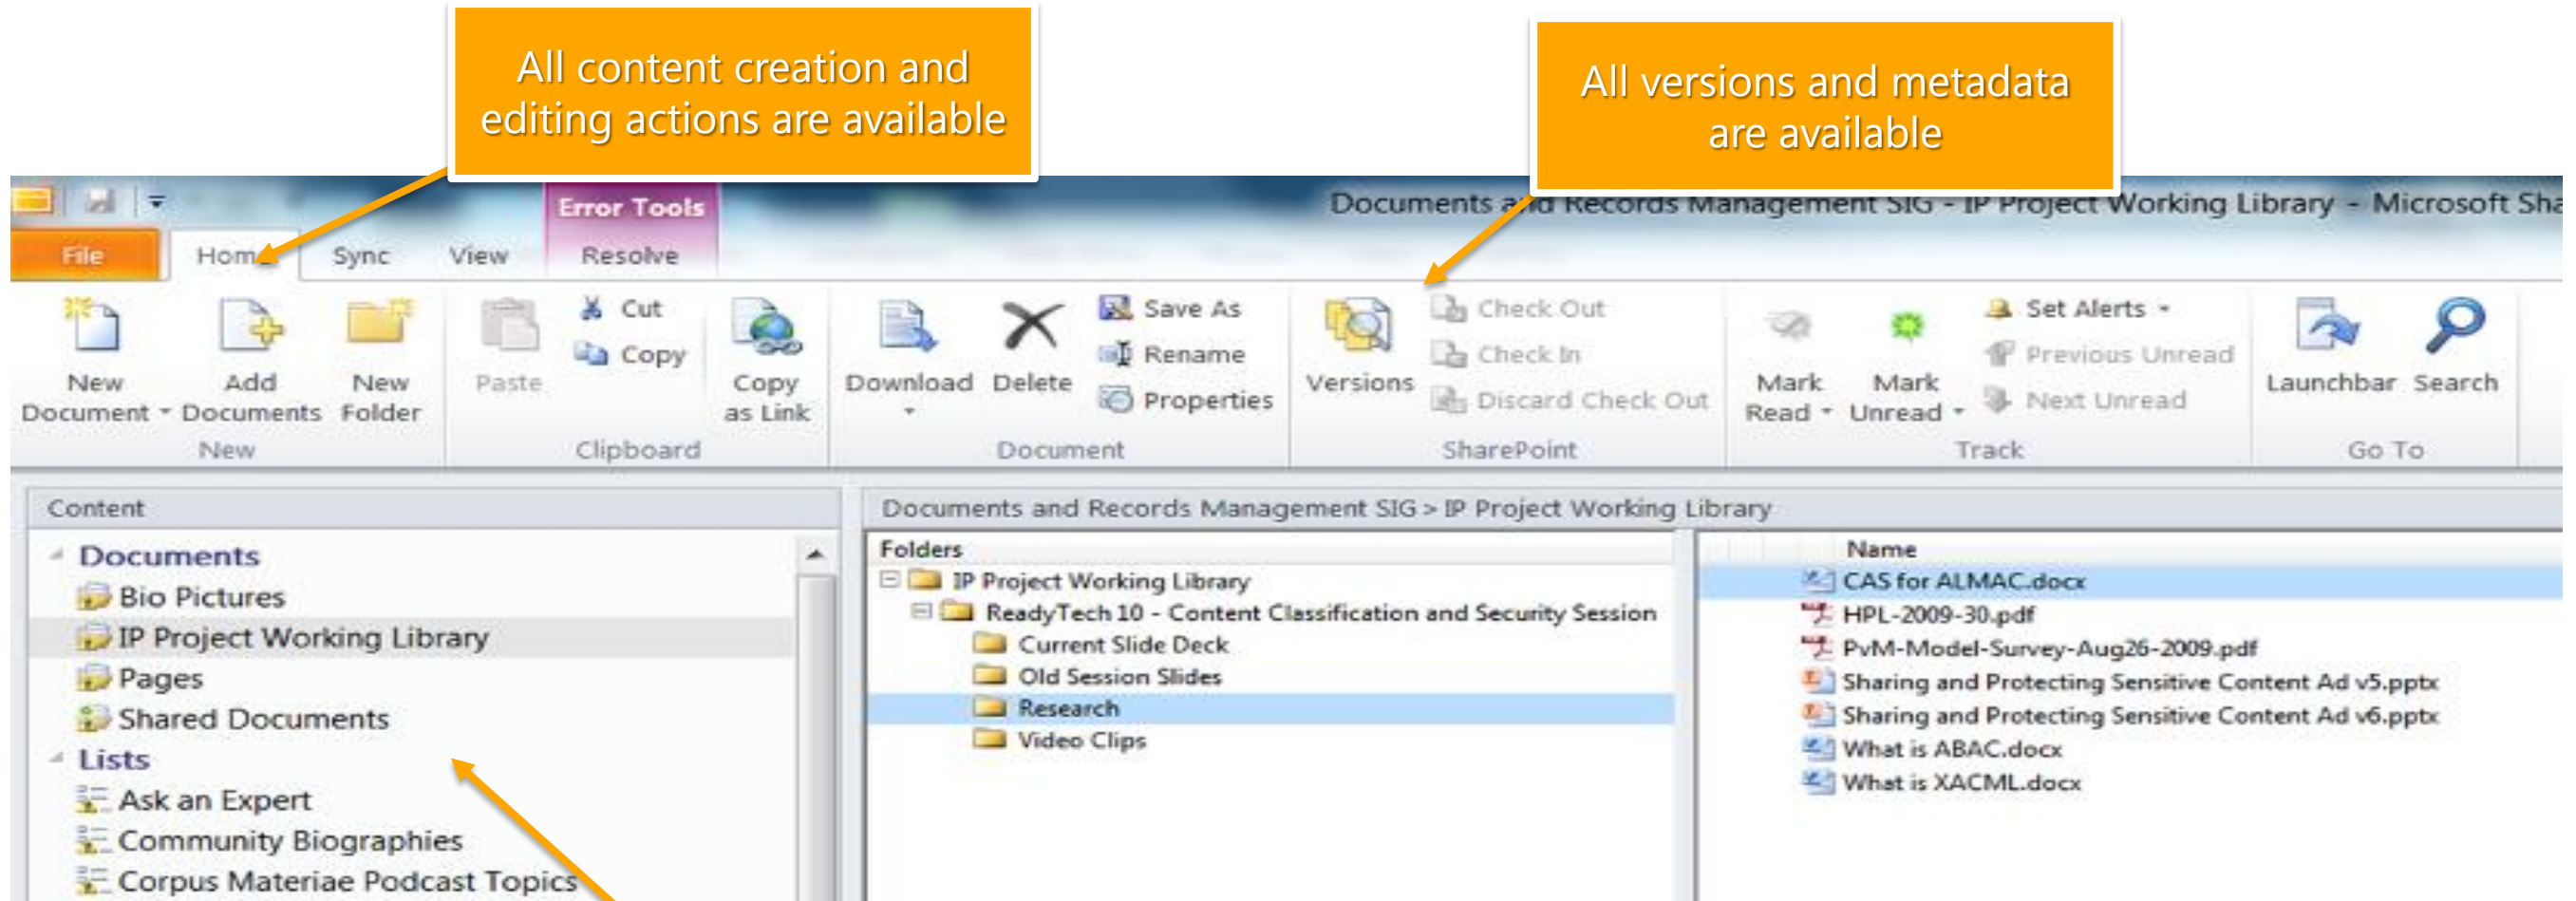 All content creation and
editing actions are available
All versions and metadata
are available
Error Tools
Documents and Records Management SIG - IP Project Working Library - Microsoft Sha
File Home Sync View Resolve
New Document
Add Documents
New Folder
New
Paste
Cut
Copy
Copy as Link
Clipboard
Download
Delete
Save As
Rename
Properties
Document
Versions
Check Out
Check In
Discard Check Out
SharePoint
Mark Read
Mark Unread
Set Alerts
Previous Unread
Next Unread
Track
Launchbar
Search
Go To
Content
Documents
Bio Pictures
IP Project Working Library
Pages
Shared Documents
Lists
Ask an Expert
Community Biographies
Corpus Materiae Podcast Topics
Documents and Records Management SIG > IP Project Working Library
Folders
IP Project Working Library
ReadyTech 10 - Content Classification and Security Session
Current Slide Deck
Old Session Slides
Research
Video Clips
Name
CAS for ALMAC.docx
HPL-2009-30.pdf
PvM-Model-Survey-Aug26-2009.pdf
Sharing and Protecting Sensitive Content Ad v5.pptx
Sharing and Protecting Sensitive Content Ad v6.pptx
What is ABAC.docx
What is XACML.docx